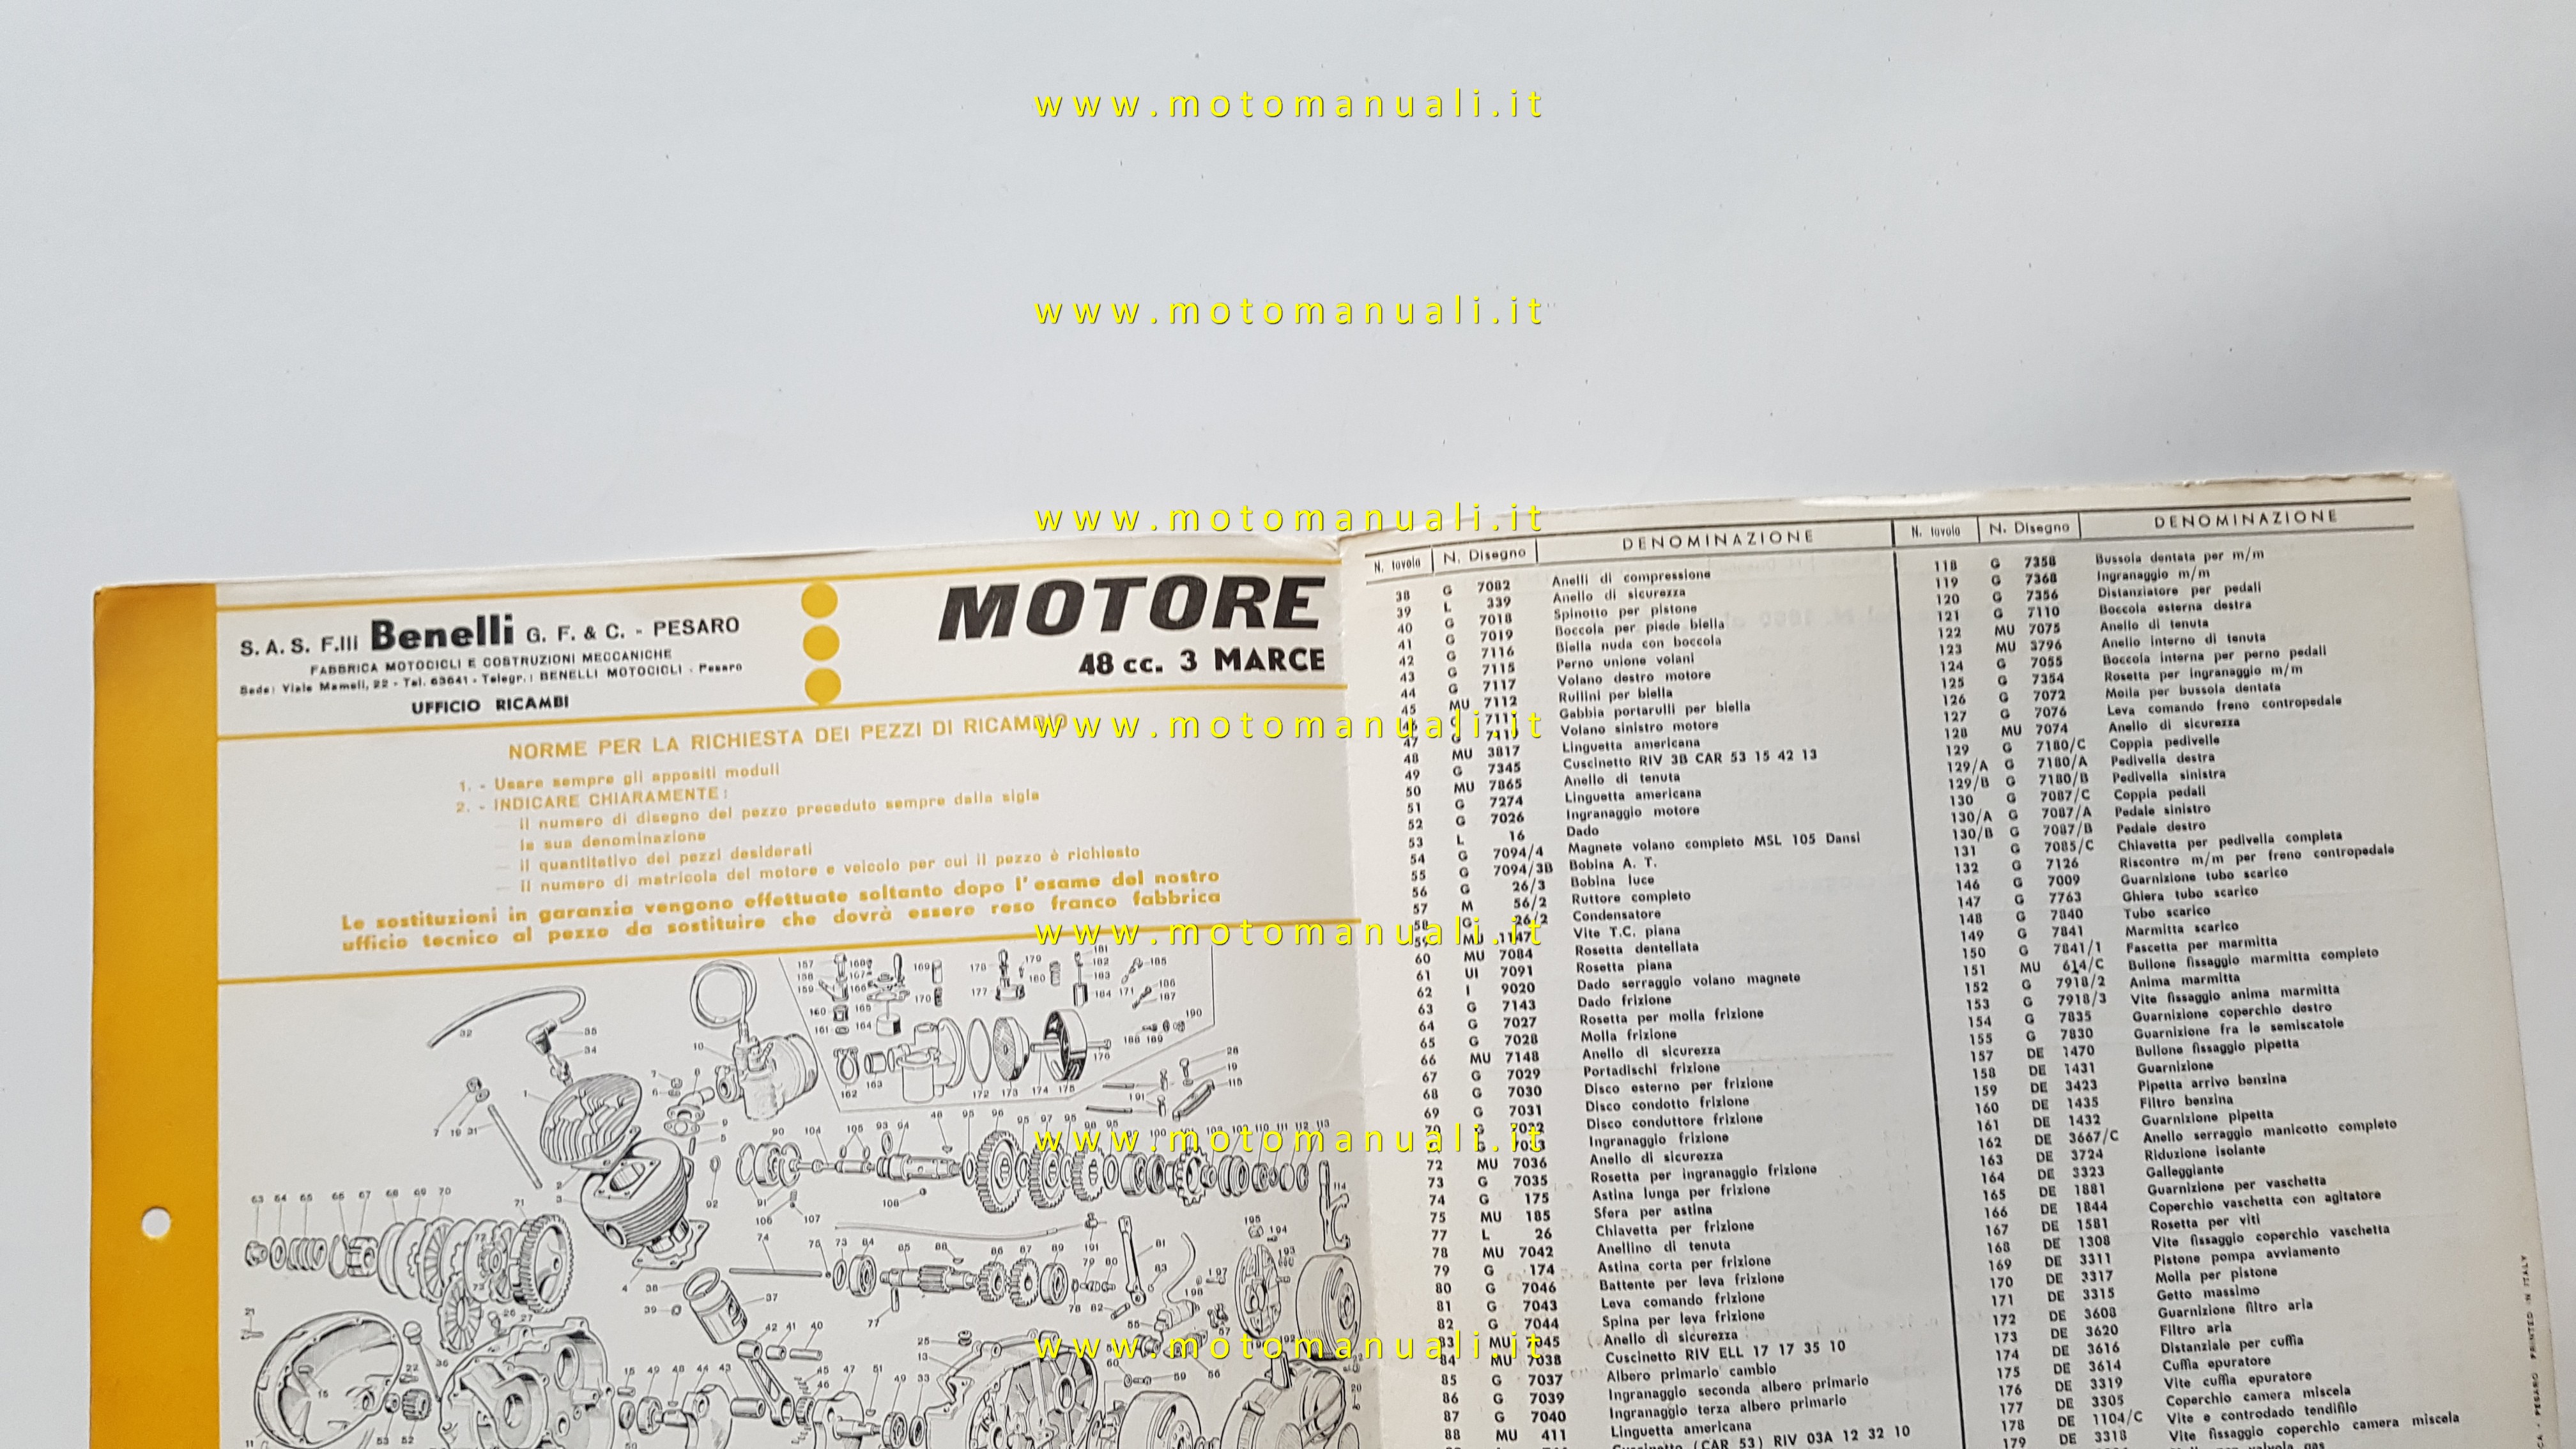 www.motomanuali.it
www.motomanuali.it
www.motomanuali.it
www.motomanuali.it
www.motomanuali.it
www.motomanuali.it
www.motomanuali.it
S.A.S. F.lli Benelli G. F. & C. - PESARO
FABBRICA MOTOCICLI E COSTRUZIONI MECCANICHE
Sede: Viale Mameli, 22 - Tel. 63641 - Telegr.: BENELLI MOTOCICLI - Pesaro
UFFICIO RICAMBI
MOTORE
48 cc. 3 MARCE
NORME PER LA RICHIESTA DEI PEZZI DI RICAMBIO
1. - Usare sempre gli appositi moduli
2. - INDICARE CHIARAMENTE:
— il numero di disegno del pezzo preceduto sempre dalla sigla
— la sua denominazione
— il quantitativo dei pezzi desiderati
— il numero di matricola del motore e veicolo per cui il pezzo è richiesto
Le sostituzioni in garanzia vengono effettuate soltanto dopo l'esame del nostro
ufficio tecnico al pezzo da sostituire che dovrà essere reso franco fabbrica
N. tavola N. Disegno DENOMINAZIONE
38 G 7082 Anelli di compressione
39 L 339 Anello di sicurezza
40 G 7018 Spinotto per pistone
41 G 7019 Boccola per piede biella
42 G 7116 Biella nuda con boccola
43 G 7115 Perno unione volani
44 G 7117 Volano destro motore
45 MU 7112 Rullini per biella
46 Gabbia portarulli per biella
47 G Volano sinistro motore
48 MU 3817 Linguetta americana
49 G 7345 Cuscinetto RIV 3B CAR 53 15 42 13
50 MU 7865 Anello di tenuta
51 G 7274 Linguetta americana
52 G 7026 Ingranaggio motore
53 L 16 Dado
54 G 7094/4 Magnete volano completo MSL 105 Dansi
55 G 7094/3B Bobina A. T.
56 G 26/3 Bobina luce
57 M 56/2 Ruttore completo
58 G 26/2 Condensatore
59 MU 1147 Vite T.C. piana
60 MU 7084 Rosetta dentellata
61 UI 7091 Rosetta piana
62 I 9020 Dado serraggio volano magnete
63 G 7143 Dado frizione
64 G 7027 Rosetta per molla frizione
65 G 7028 Molla frizione
66 MU 7148 Anello di sicurezza
67 G 7029 Portadischi frizione
68 G 7030 Disco esterno per frizione
69 G 7031 Disco condotto frizione
70 G 7032 Disco conduttore frizione
7033 Ingranaggio frizione
72 MU 7036 Anello di sicurezza
73 G 7035 Rosetta per ingranaggio frizione
74 G 175 Astina lunga per frizione
75 MU 185 Sfera per astina
77 L 26 Chiavetta per frizione
78 MU 7042 Anellino di tenuta
79 G 174 Astina corta per frizione
80 G 7046 Battente per leva frizione
81 G 7043 Leva comando frizione
82 G 7044 Spina per leva frizione
83 MU 7045 Anello di sicurezza
84 MU 7038 Cuscinetto RIV ELL 17 17 35 10
85 G 7037 Albero primario cambio
86 G 7039 Ingranaggio seconda albero primario
87 G 7040 Ingranaggio terza albero primario
88 MU 411 Linguetta americana
Cuscinetto (CAR 53) RIV 03A 12 32 10
N. tavola N. Disegno DENOMINAZIONE
118 G 7358 Bussola dentata per m/m
119 G 7368 Ingranaggio m/m
120 G 7356 Distanziatore per pedali
121 G 7110 Boccola esterna destra
122 MU 7075 Anello di tenuta
123 MU 3796 Anello interno di tenuta
124 G 7055 Boccola interna per perno pedali
125 G 7354 Rosetta per ingranaggio m/m
126 G 7072 Molla per bussola dentata
127 G 7076 Leva comando freno contropedale
128 MU 7074 Anello di sicurezza
129 G 7180/C Coppia pedivelle
129/A G 7180/A Pedivella destra
129/B G 7180/B Pedivella sinistra
130 G 7087/C Coppia pedali
130/A G 7087/A Pedale sinistro
130/B G 7087/B Pedale destro
131 G 7085/C Chiavetta per pedivella completa
132 G 7126 Riscontro m/m per freno contropedale
146 G 7009 Guarnizione tubo scarico
147 G 7763 Ghiera tubo scarico
148 G 7840 Tubo scarico
149 G 7841 Marmitta scarico
150 G 7841/1 Fascetta per marmitta
151 MU 614/C Bullone fissaggio marmitta completo
152 G 7918/2 Anima marmitta
153 G 7918/3 Vite fissaggio anima marmitta
154 G 7835 Guarnizione coperchio destro
155 G 7830 Guarnizione fra le semiscatole
157 DE 1470 Bullone fissaggio pipetta
158 DE 1431 Guarnizione
159 DE 3423 Pipetta arrivo benzina
160 DE 1435 Filtro benzina
161 DE 1432 Guarnizione pipetta
162 DE 3667/C Anello serraggio manicotto completo
163 DE 3724 Riduzione isolante
164 DE 3323 Galleggiante
165 DE 1881 Guarnizione per vaschetta
166 DE 1844 Coperchio vaschetta con agitatore
167 DE 1581 Rosetta per viti
168 DE 1308 Vite fissaggio coperchio vaschetta
169 DE 3311 Pistone pompa avviamento
170 DE 3317 Molla per pistone
171 DE 3315 Getto massimo
172 DE 3608 Guarnizione filtro aria
173 DE 3620 Filtro aria
174 DE 3616 Distanziale per cuffia
175 DE 3614 Cuffia epuratore
176 DE 3319 Vite cuffia epuratore
177 DE 3305 Coperchio camera miscela
178 DE 1104/C Vite e controdado tendifilo
179 DE 3318 Vite fissaggio coperchio camera miscela
valvola gas
PESARO PRINTED IN ITALY